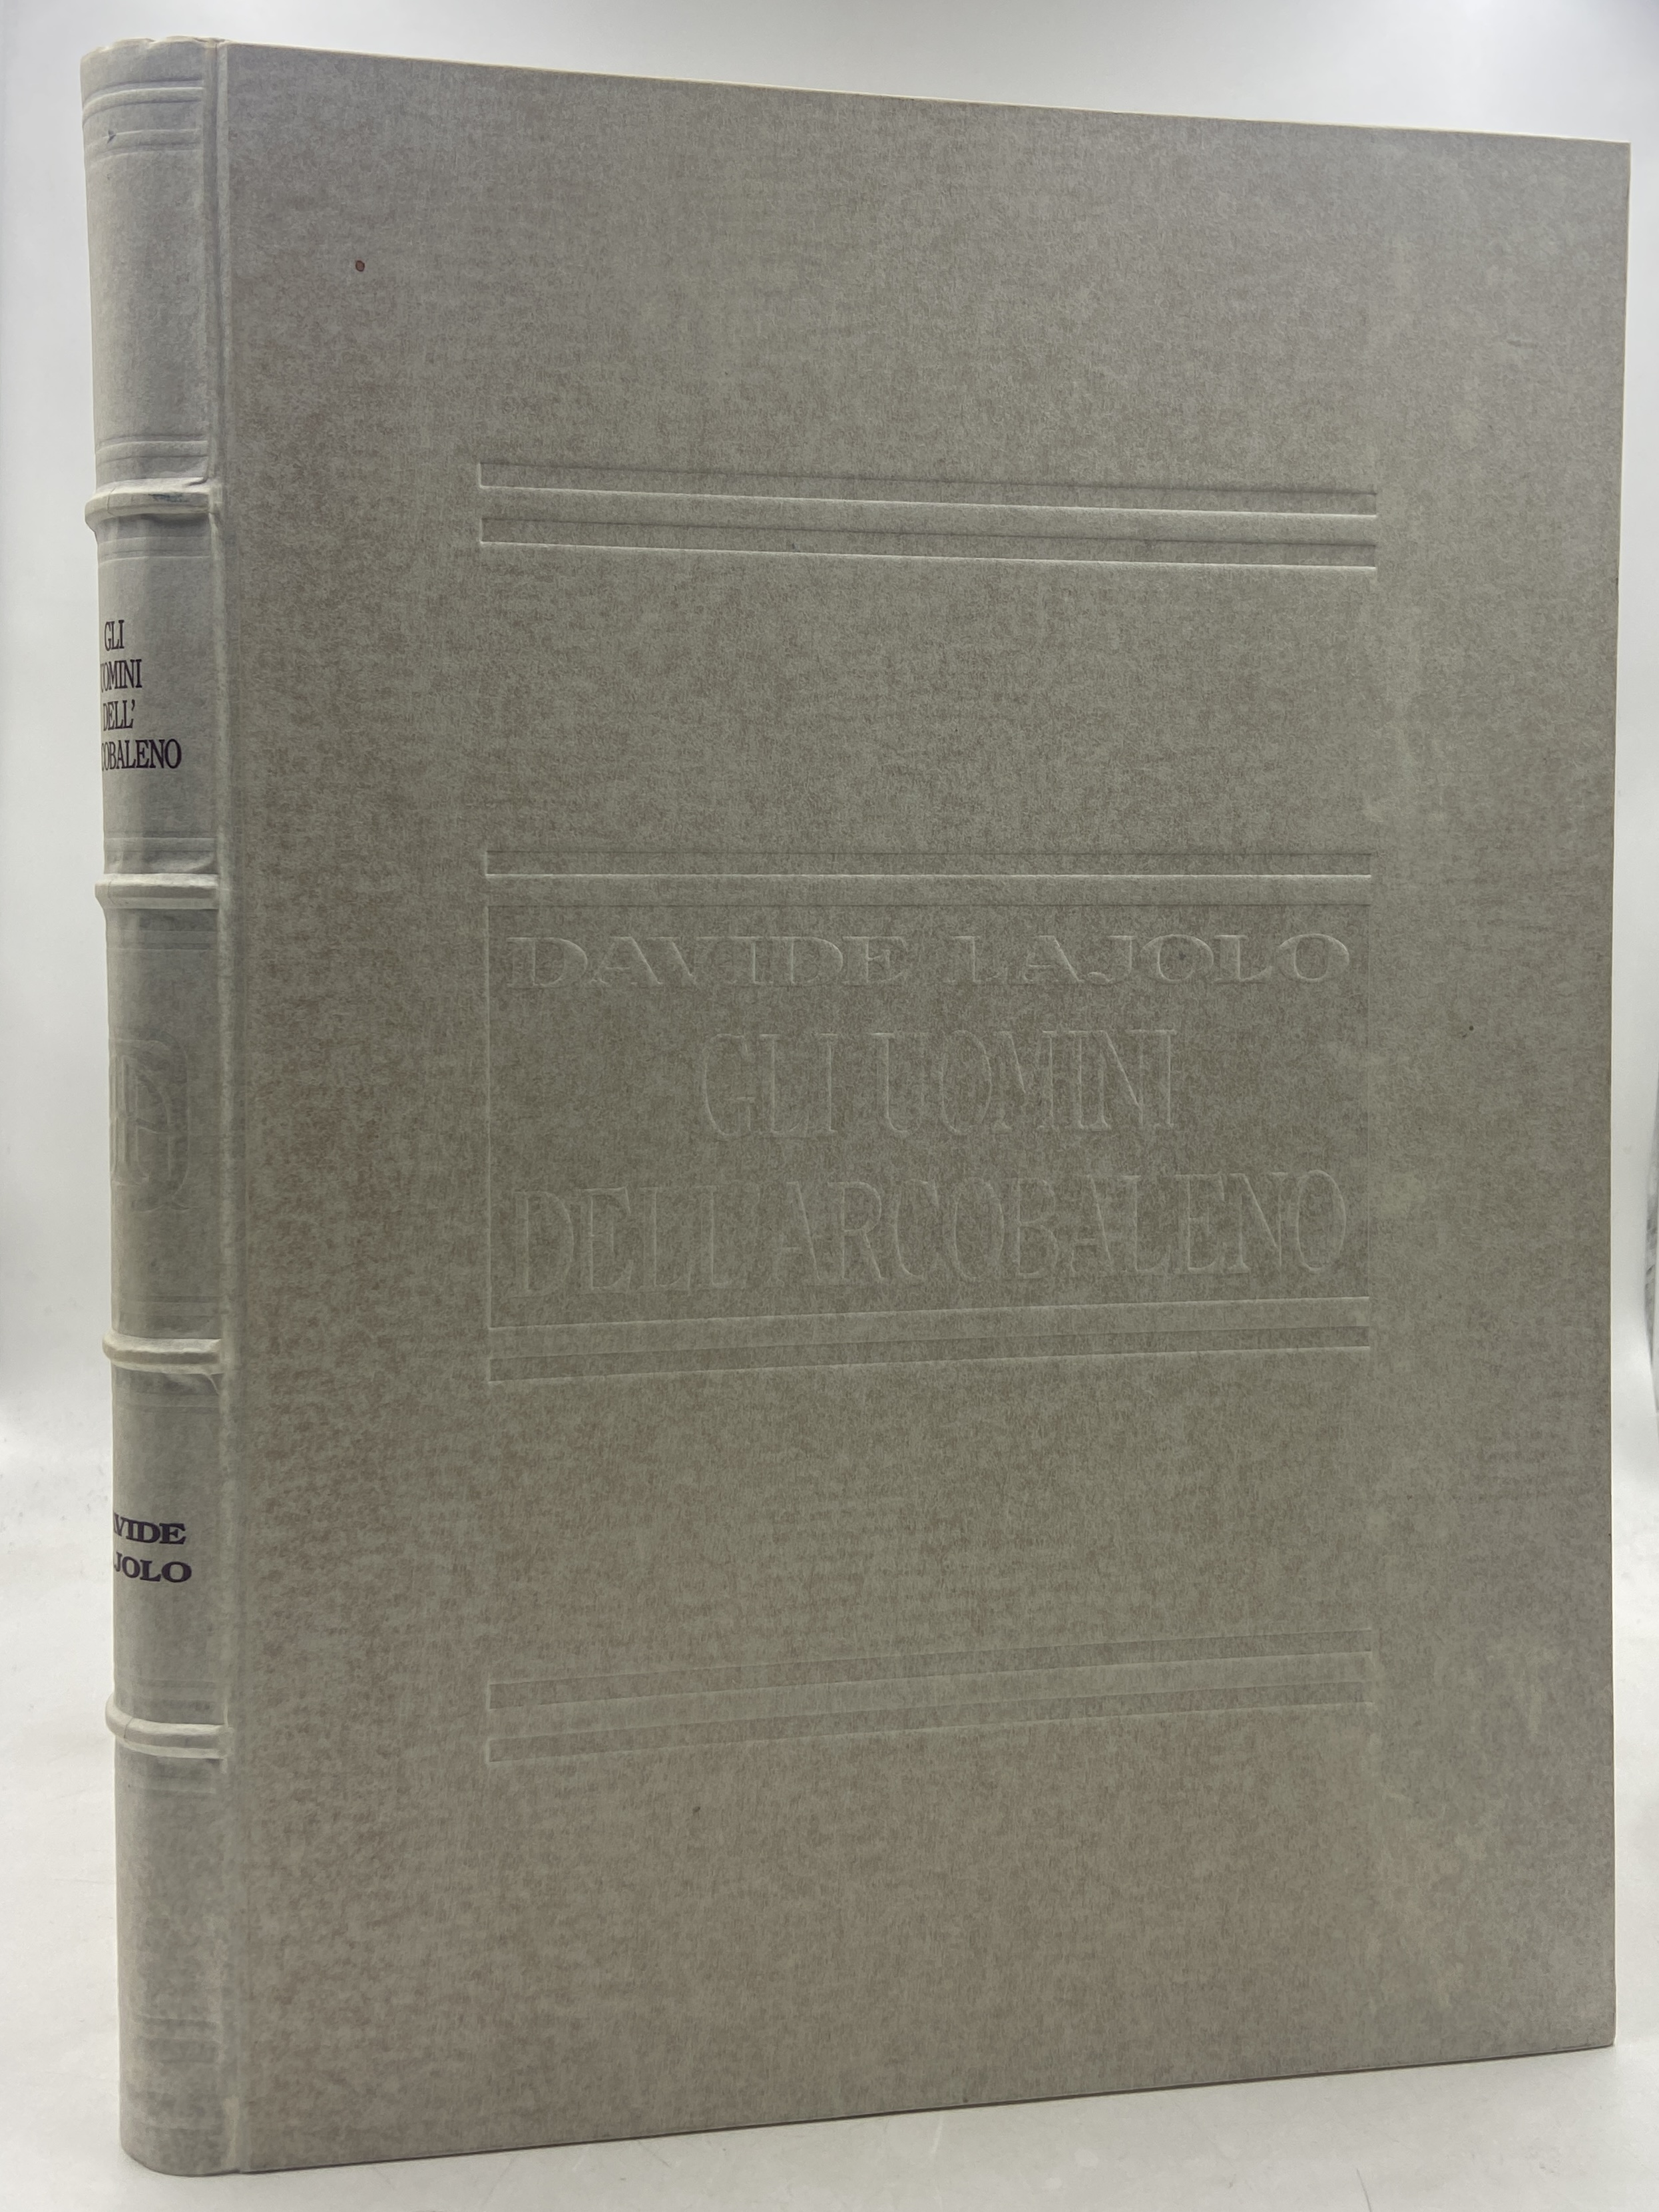 GLI
UOMINI
DELL'
COBALENO
VIDE
JOLO
DAVIDE LAJOLO
GLI UOMINI
DELL'ARCOBALENO